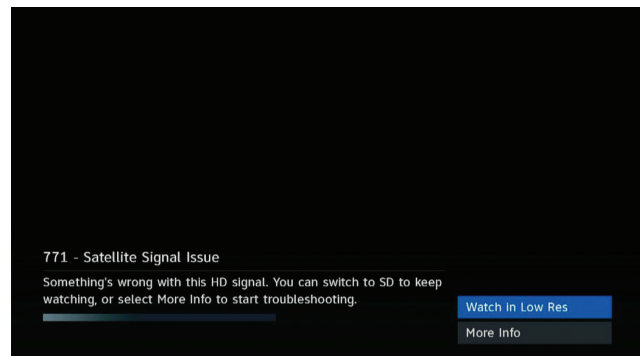 771 - Satellite Signal Issue
Something's wrong with this HD signal. You can switch to SD to keep
watching, or select More Info to start troubleshooting.
Watch in Low Res
More Info